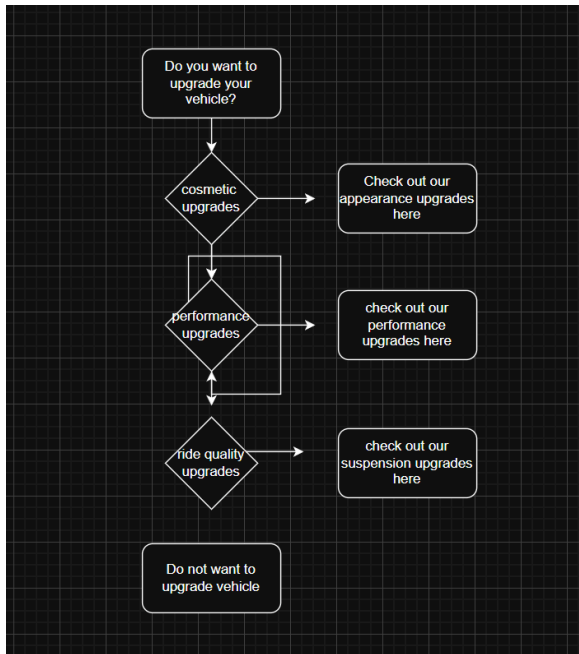 Do you want to
upgrade your
vehicle?
cosmetic
upgrades
Check out our
appearance upgrades
here
performance
upgrades
check out our
performance
upgrades here
ride quality
upgrades
check out our
suspension upgrades
here
Do not want to
upgrade vehicle